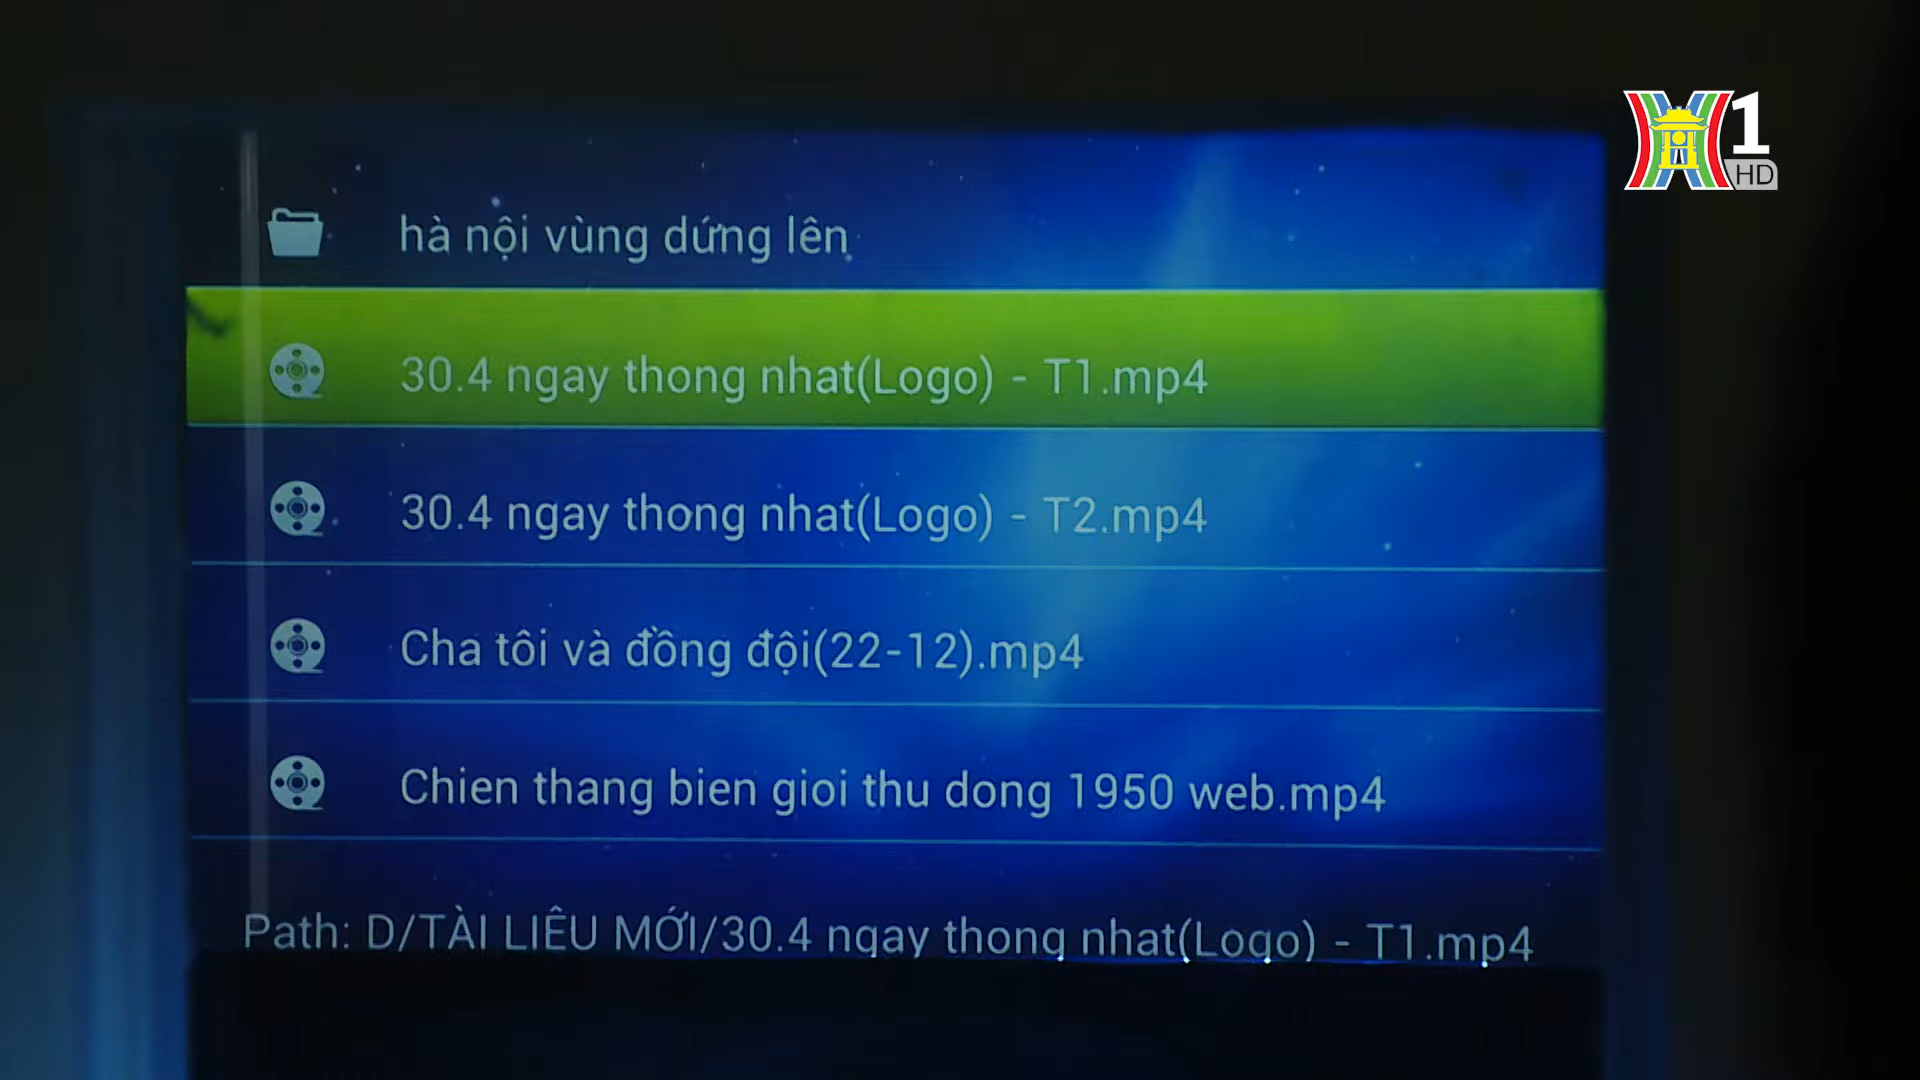 1
HD
hà nội vùng dứng lên
30.4 ngay thong nhat(Logo) - T1.mp4
30.4 ngay thong nhat(Logo) - T2.mp4
Cha tôi và đồng đội(22-12).mp4
Chien thang bien gioi thu dong 1950 web.mp4
Path: D/TÀI LIÊU MỚI/30.4 ngay thong nhat(Logo) - T1.mp4